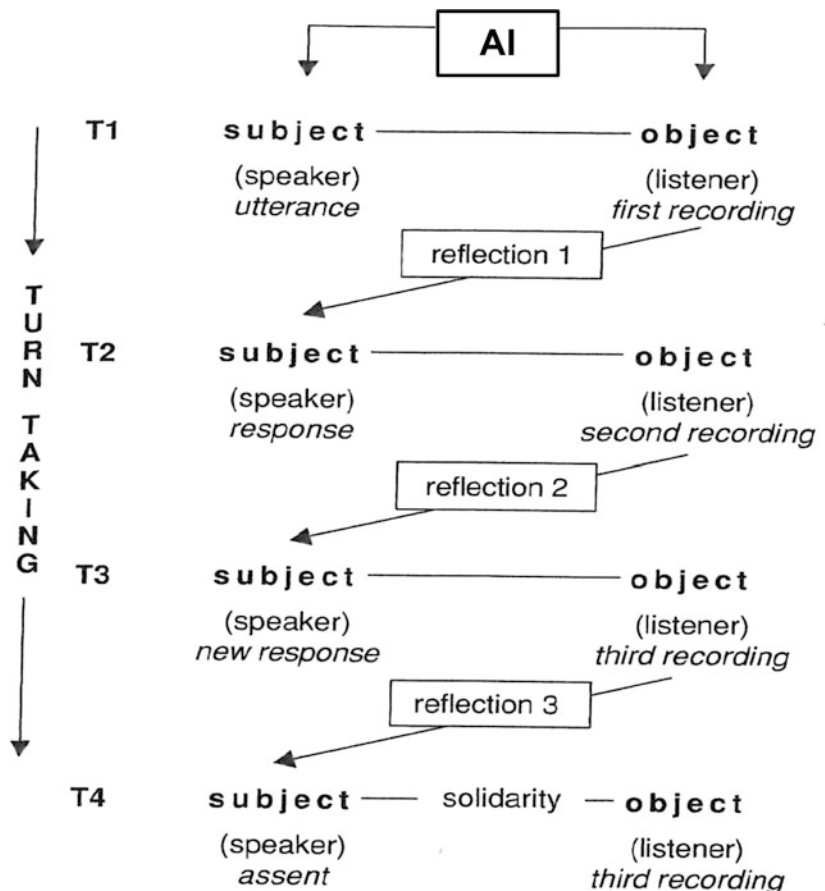 AI
T1 subject object
(speaker) (listener)
utterance first recording
reflection 1
TURN TAKING
T2 subject object
(speaker) (listener)
response second recording
reflection 2
T3 subject object
(speaker) (listener)
new response third recording
reflection 3
T4 subject solidarity object
(speaker) (listener)
assent third recording